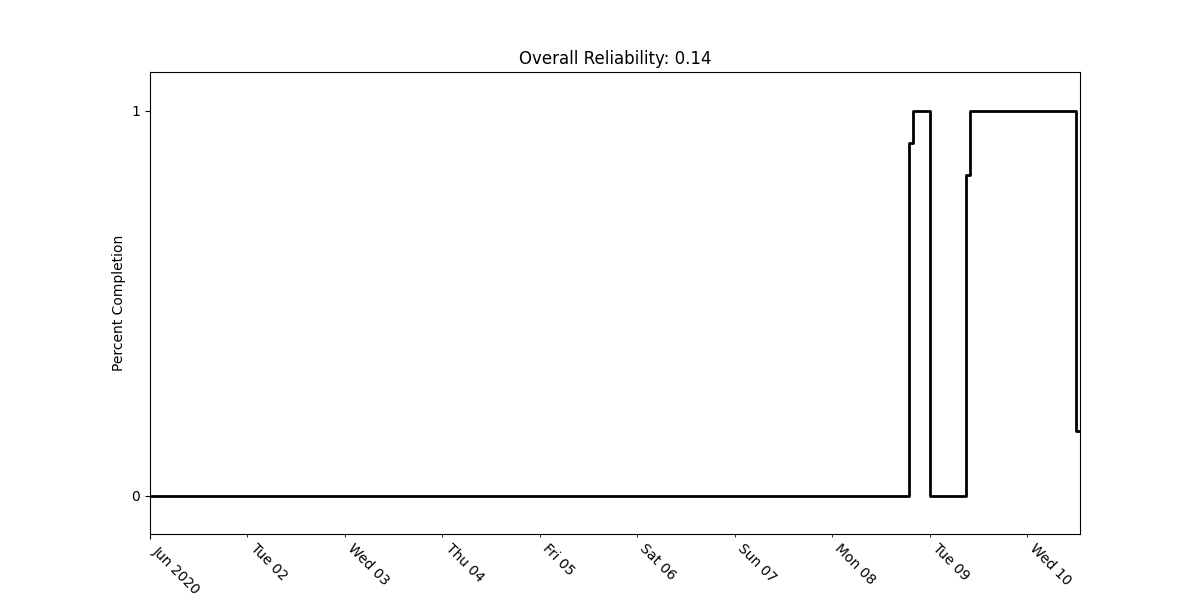 Overall Reliability: 0.14
Percent Completion
1
0
Jun 2020
Tue 02
Wed 03
Thu 04
Fri 05
Sat 06
Sun 07
Mon 08
Tue 09
Wed 10